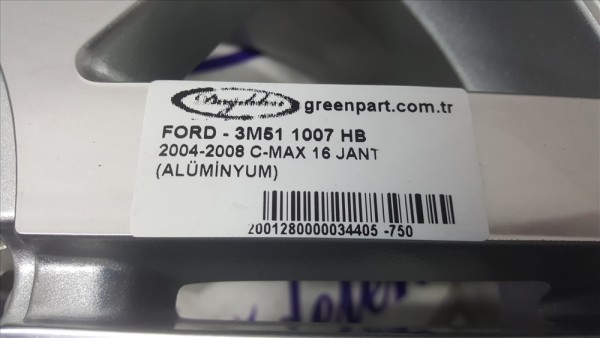 greenpart.com.tr
FORD - 3M51 1007 HB
2004-2008 C-MAX 16 JANT
(ALÜMİNYUM)
2001280000034405 -750